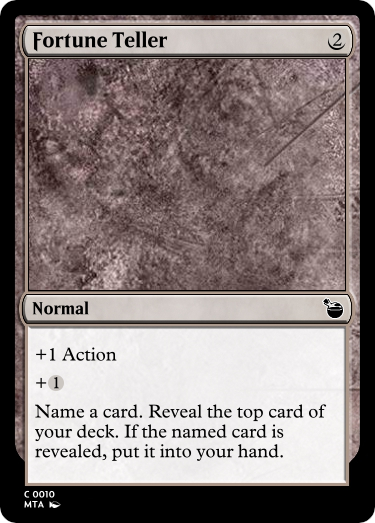 Fortune Teller 2
Normal
+1 Action
+1
Name a card. Reveal the top card of
your deck. If the named card is
revealed, put it into your hand.
C 0010
MTA